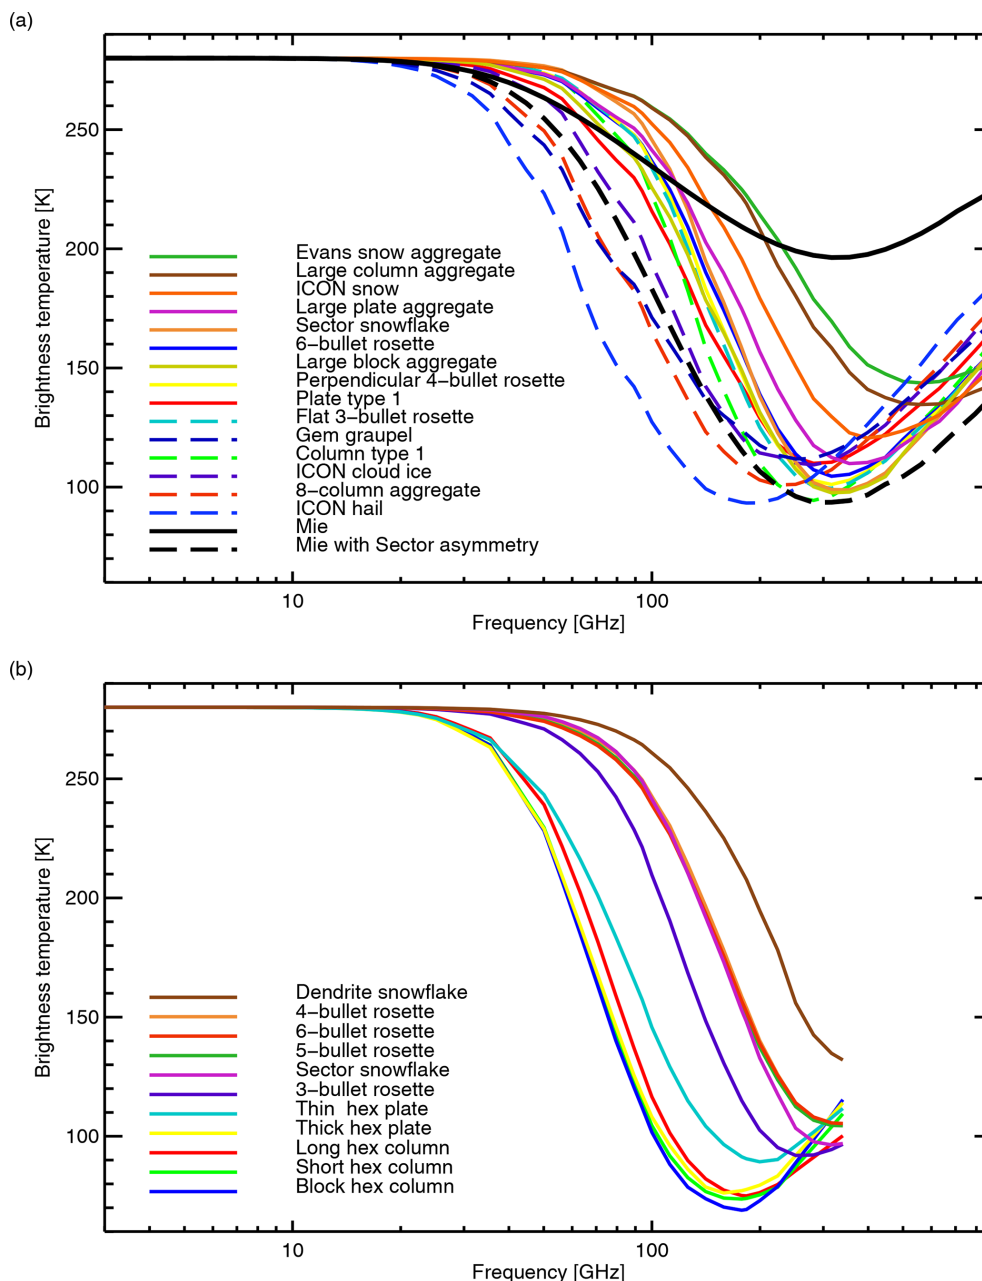 (a)
250
200
150
100
Brightness temperature [K]
Evans snow aggregate
Large column aggregate
ICON snow
Large plate aggregate
Sector snowflake
6−bullet rosette
Large block aggregate
Perpendicular 4−bullet rosette
Plate type 1
Flat 3−bullet rosette
Gem graupel
Column type 1
ICON cloud ice
8−column aggregate
ICON hail
Mie
Mie with Sector asymmetry
10
100
Frequency [GHz]
(b)
250
200
150
100
Brightness temperature [K]
Dendrite snowflake
4−bullet rosette
6−bullet rosette
5−bullet rosette
Sector snowflake
3−bullet rosette
Thin hex plate
Thick hex plate
Long hex column
Short hex column
Block hex column
10
100
Frequency [GHz]